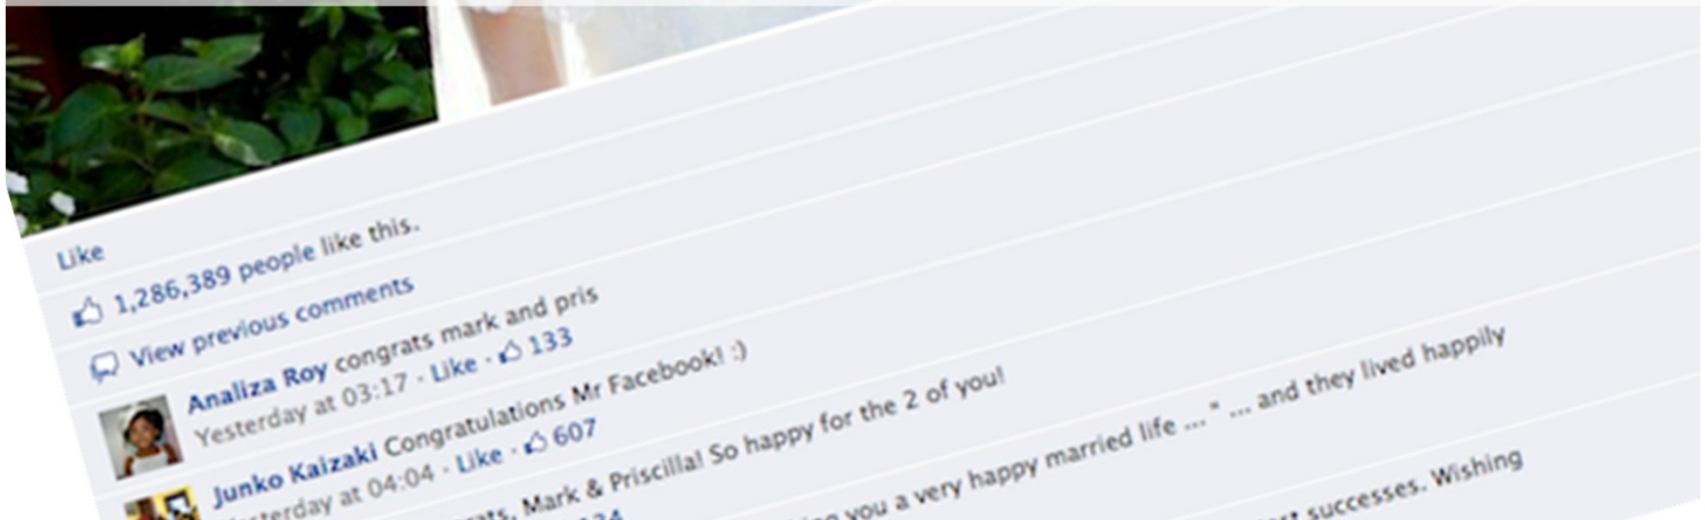 Like
1,286,389 people like this.
View previous comments
Analiza Roy congrats mark and pris
Yesterday at 03:17 · Like · 133
Junko Kaizaki Congratulations Mr Facebook! :)
at 04:04 · Like · 607
Mark & Priscilla! So happy for the 2 of you!
you a very happy married life ... " ... and they lived happily
successes. Wishing